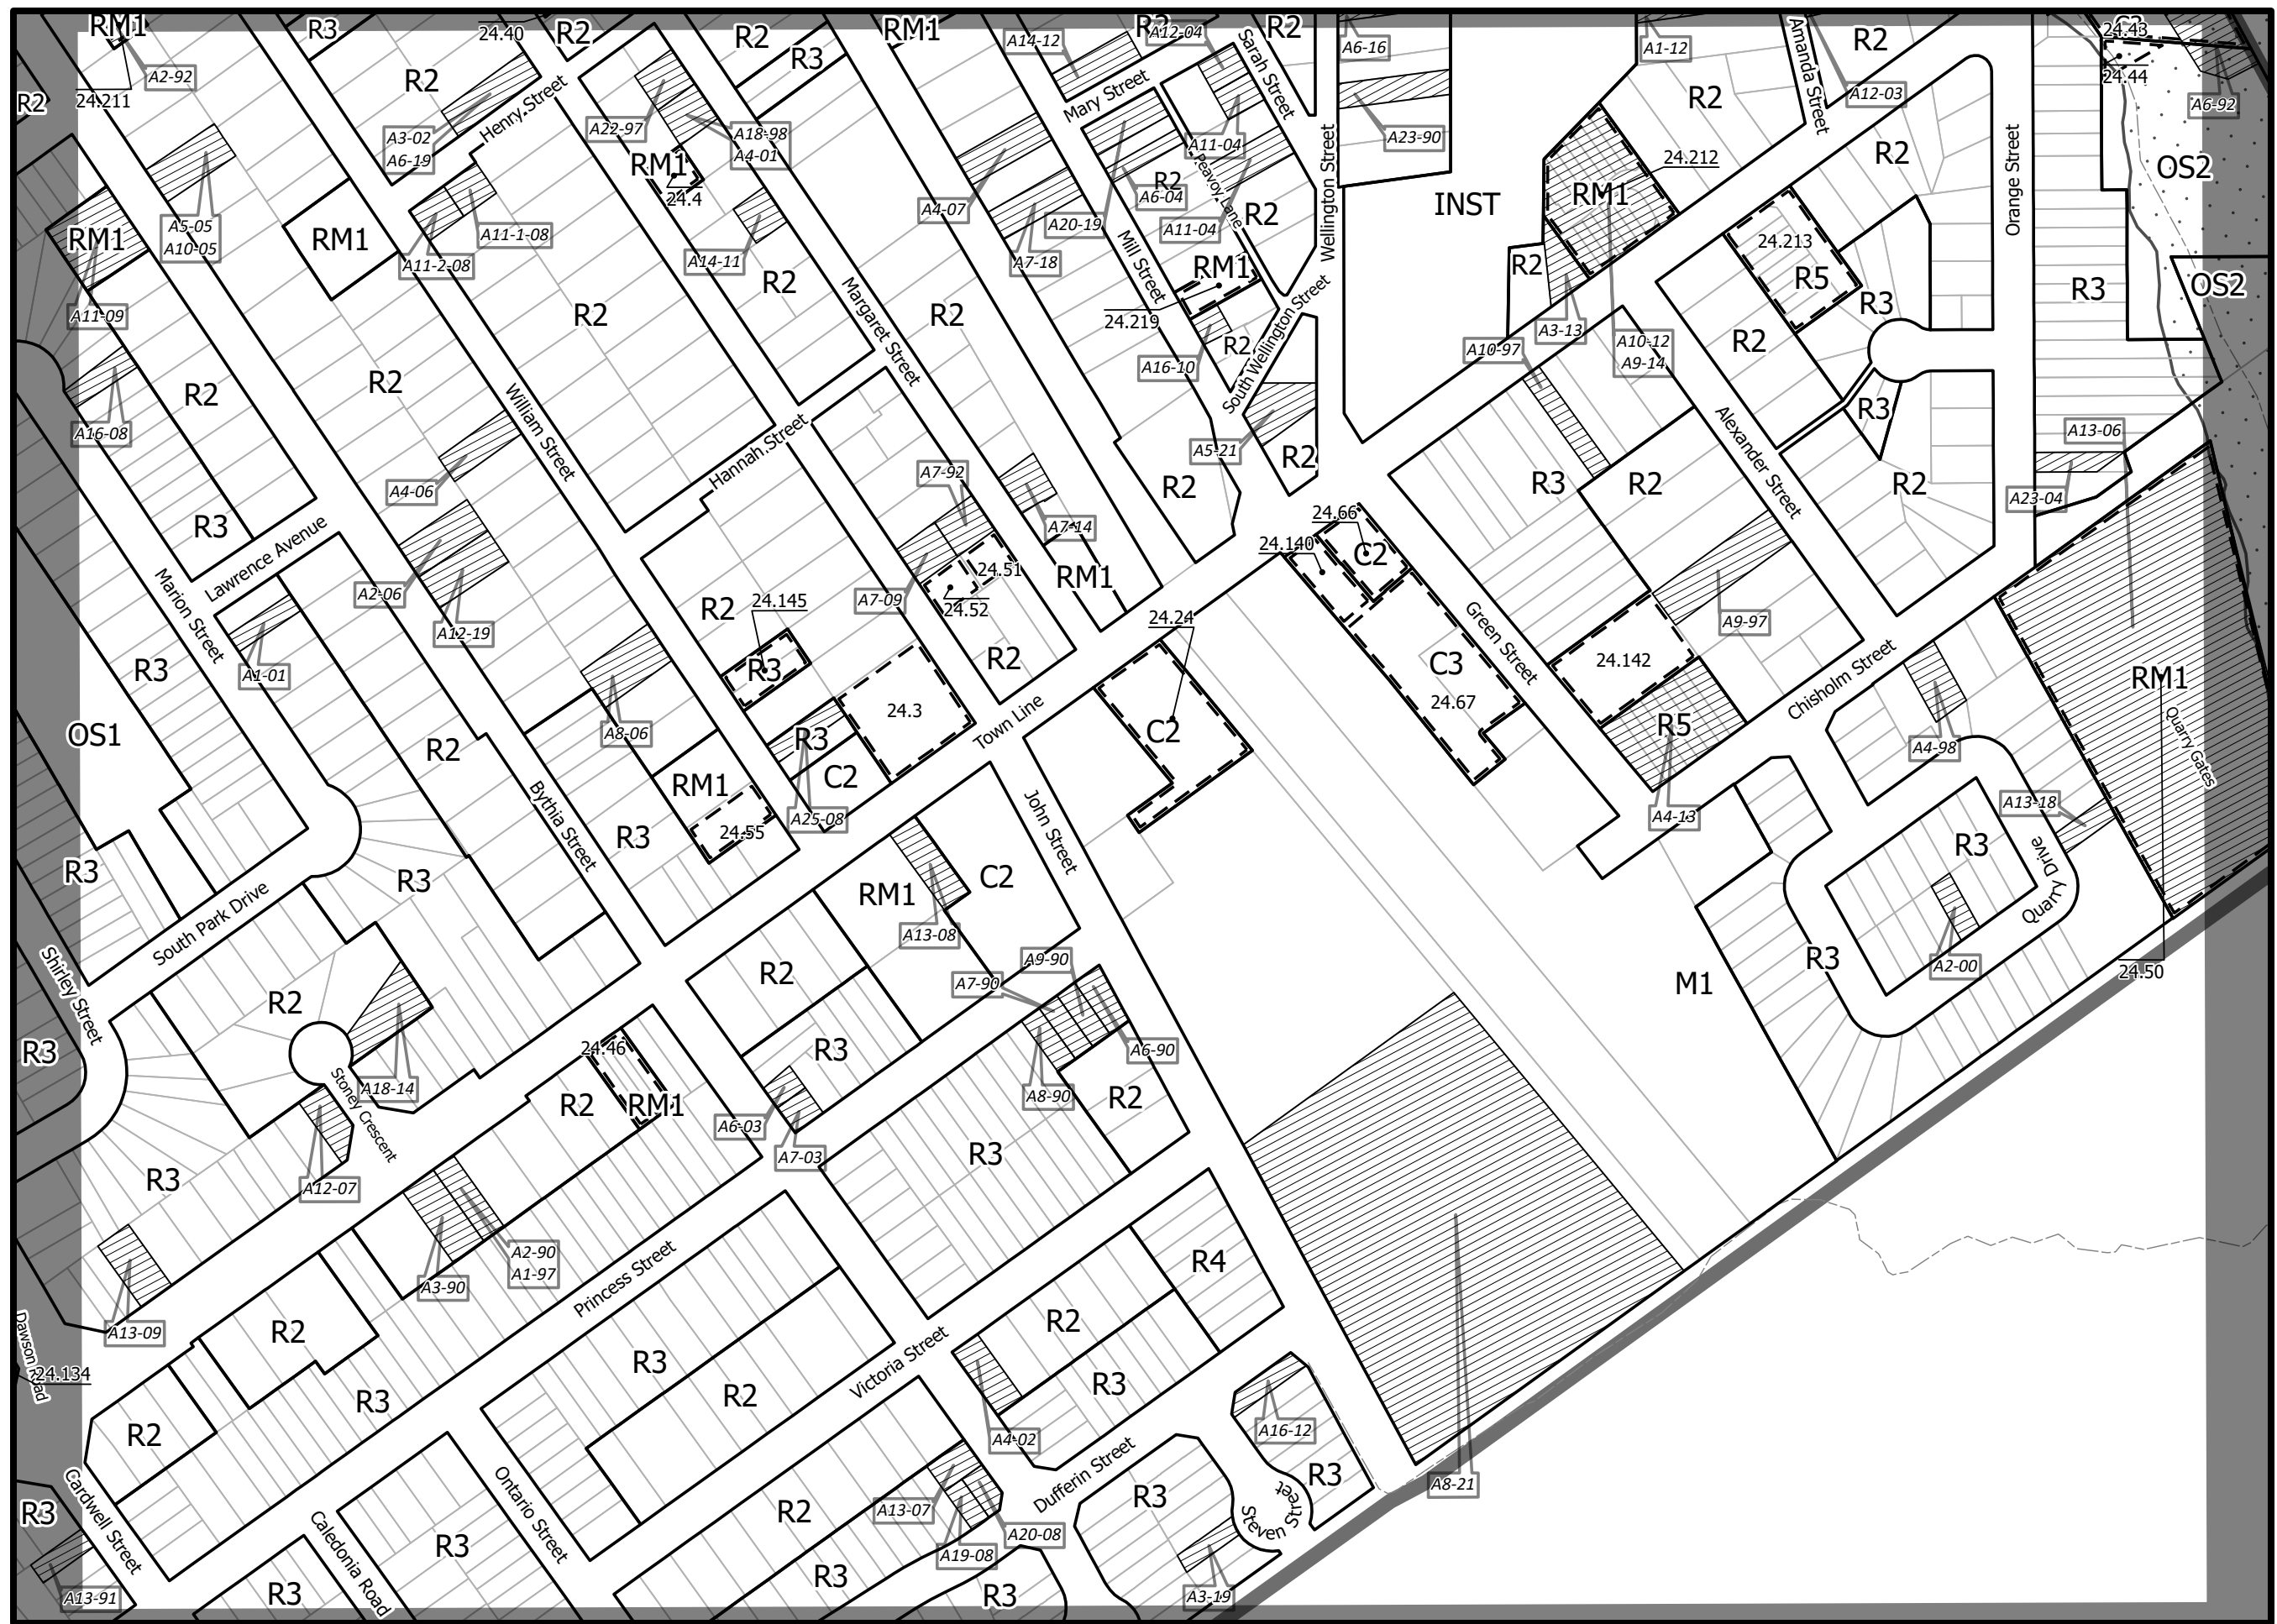 RM1
R3
24.40
R2
R2
R3
RM1
A14-12
R2
A12-04
Sarah Street
R2
A6-16
A1-12
Amanda Street
R2
24.43
24.44
A2-92
24.211
R2
R2
A3-02
A6-19
Henry Street
A22-97
A18-98
A4-01
RM1
24.4
Mary Street
A11-04
Peavoy Lane
Wellington Street
A23-90
R2
A12-03
A6-92
24.212
R2
Orange Street
OS2
RM1
A5-05
A10-05
RM1
A11-1-08
A11-2-08
A14-11
R2
A4-07
A7-18
A20-19
R2
A6-04
A11-04
R2
Mill Street
RM1
INST
RM1
R2
24.213
R5
R3
R3
OS2
A11-09
R2
R2
Margaret Street
R2
24.219
R2
A16-10
South Wellington Street
A3-13
A10-12
A9-14
A10-97
R2
A16-08
R2
R2
William Street
Hannah Street
A5-21
R2
R3
R2
Alexander Street
R3
R2
A13-06
A23-04
A4-06
R3
Lawrence Avenue
A7-92
A7-14
R2
24.66
C2
24.140
Marion Street
A2-06
A12-19
A7-09
24.51
24.52
RM1
R2
24.145
R3
R3
A1-01
A8-06
24.3
R2
Town Line
24.24
C2
C3
24.67
Green Street
24.142
A9-97
R5
Chisholm Street
A4-98
RM1
Quarry Gates
OS1
R2
RM1
R3
C2
A25-08
24.55
R3
Bythia Street
John Street
A4-13
A13-18
R3
R3
R3
South Park Drive
RM1
C2
A13-08
Quarry Drive
Shirley Street
R2
R2
A7-90
A9-90
M1
R3
A2-00
24.50
R3
Stoney Crescent
A18-14
24.46
R2
RM1
R3
A6-03
A7-03
A8-90
A6-90
R2
R3
A12-07
R3
A2-90
A1-97
A3-90
Princess Street
R4
A13-09
R2
Dawson Road
24.134
R3
R3
R2
Victoria Street
R2
R3
R2
A4-02
A16-12
A8-21
R3
Cardwell Street
Caledonia Road
R3
Ontario Street
R2
A13-07
Dufferin Street
R3
R3
Steven Street
A20-08
A19-08
A13-91
R3
R3
R3
A3-19